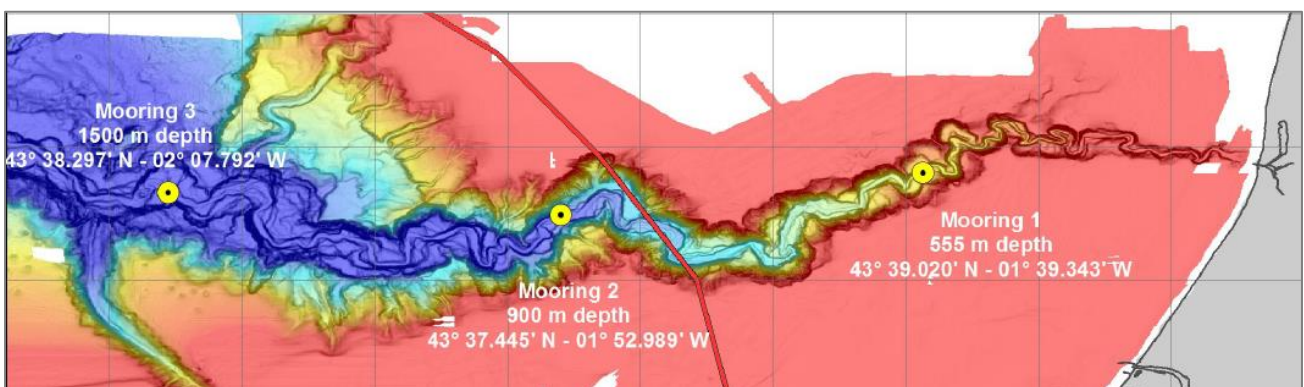 Mooring 3
1500 m depth
43° 38.297' N - 02° 07.792' W
Mooring 2
900 m depth
43° 37.445' N - 01° 52.989' W
Mooring 1
555 m depth
43° 39.020' N - 01° 39.343' W